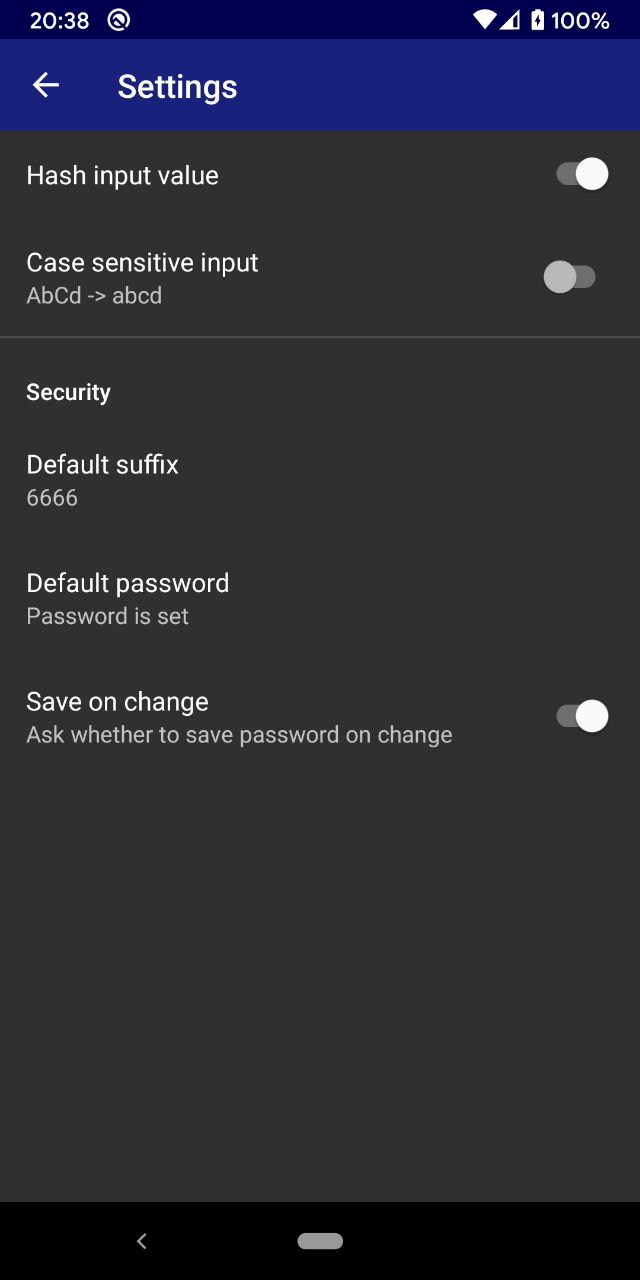 20:38 100%
Settings
Hash input value
Case sensitive input
AbCd -> abcd
Security
Default suffix
6666
Default password
Password is set
Save on change
Ask whether to save password on change